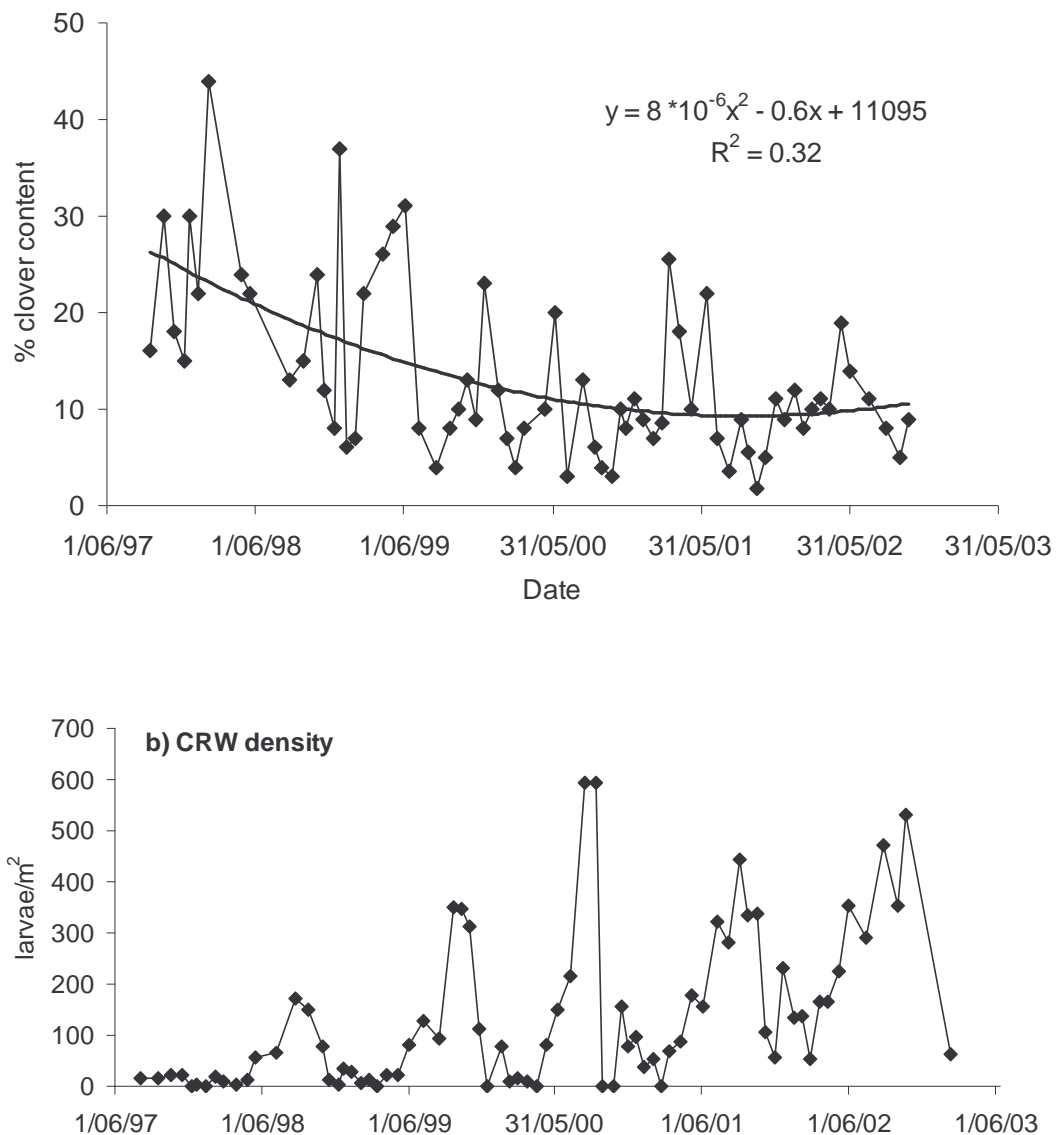 50
40
30
20
10
0
% clover content
y = 8 *10⁻⁶x² - 0.6x + 11095
R² = 0.32
1/06/97 1/06/98 1/06/99 31/05/00 31/05/01 31/05/02 31/05/03
Date
b) CRW density
700
600
500
400
300
200
100
0
larvae/m²
1/06/97 1/06/98 1/06/99 31/05/00 1/06/01 1/06/02 1/06/03